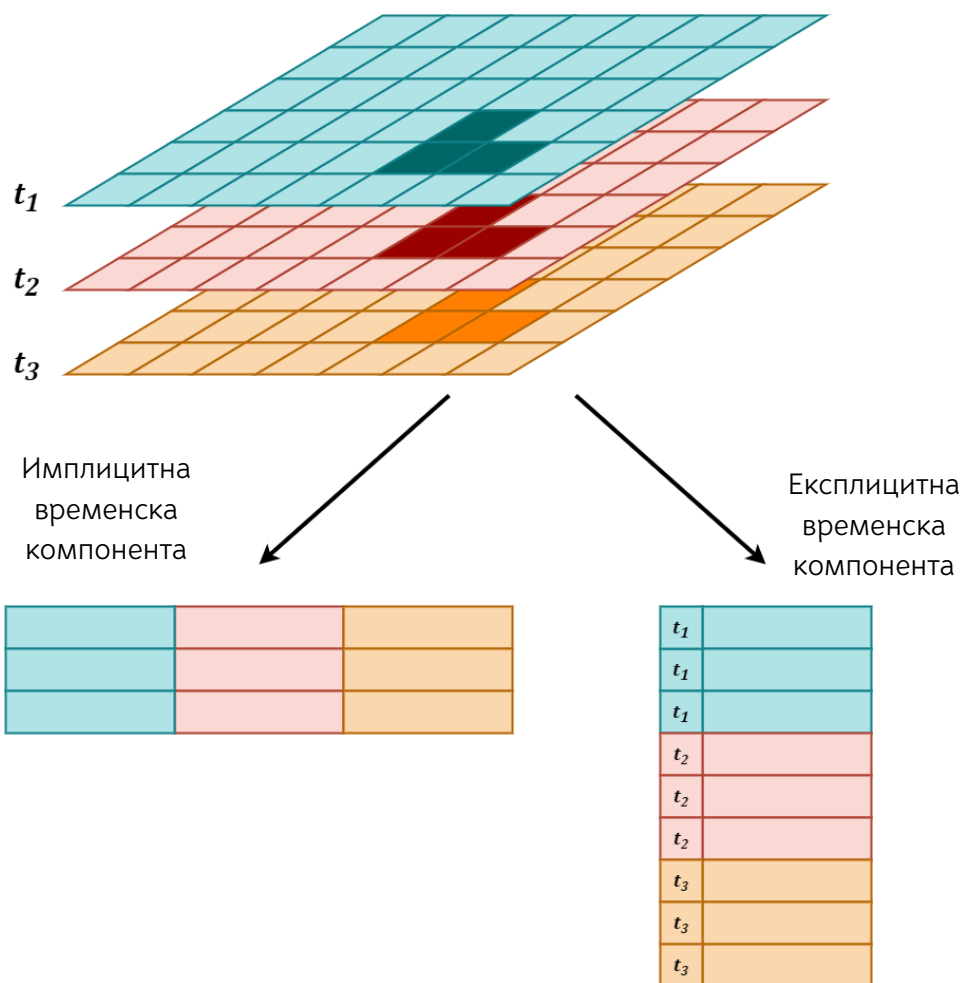 t₁
t₂
t₃
Имплицитна
временска
компонента
Експлицитна
временска
компонента
t₁
t₁
t₁
t₂
t₂
t₂
t₃
t₃
t₃